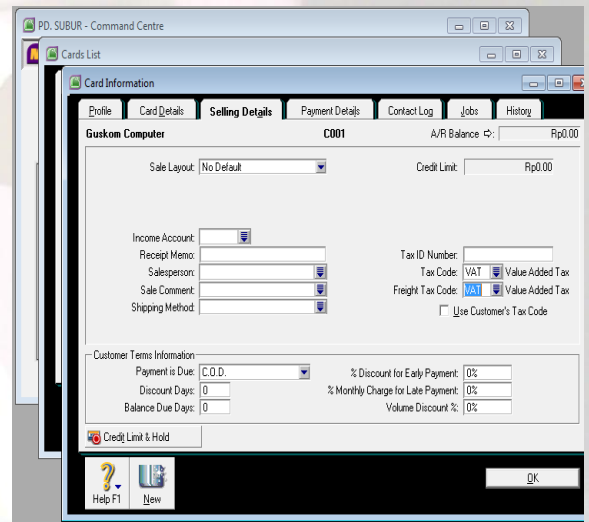 PD. SUBUR - Command Centre
Cards List
Card Information
Profile Card Details Selling Details Payment Details Contact Log Jobs History
Guskom Computer C001 A/R Balance ⇨: Rp0.00
Sale Layout: No Default Credit Limit: Rp0.00
Income Account:
Receipt Memo: Tax ID Number:
Salesperson: Tax Code: VAT Value Added Tax
Sale Comment: Freight Tax Code: VAT Value Added Tax
Shipping Method: Use Customer's Tax Code
Customer Terms Information
Payment is Due: C.O.D. % Discount for Early Payment: 0%
Discount Days: 0 % Monthly Charge for Late Payment: 0%
Balance Due Days: 0 Volume Discount %: 0%
Credit Limit & Hold
Help F1 New OK